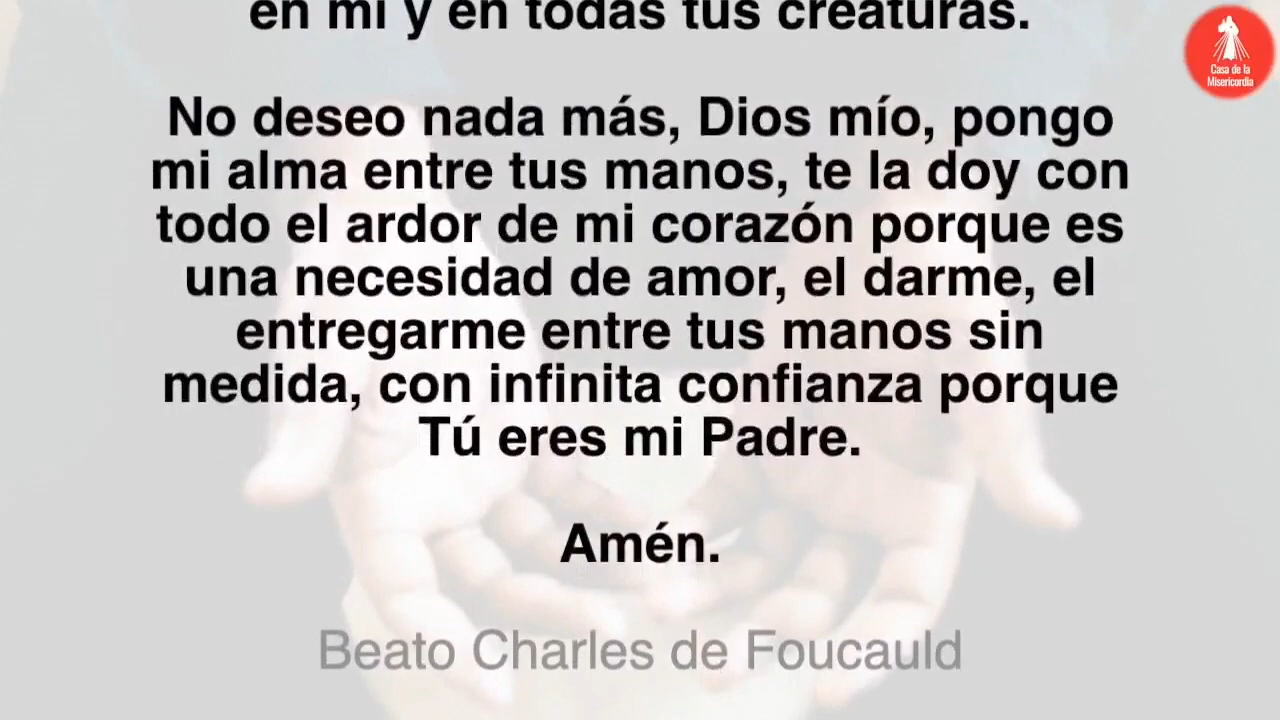 en mí y en todas tus creaturas.
No deseo nada más, Dios mío, pongo
mi alma entre tus manos, te la doy con
todo el ardor de mi corazón porque es
una necesidad de amor, el darme, el
entregarme entre tus manos sin
medida, con infinita confianza porque
Tú eres mi Padre.
Amén.
Beato Charles de Foucauld
Casa de la
Misericordia